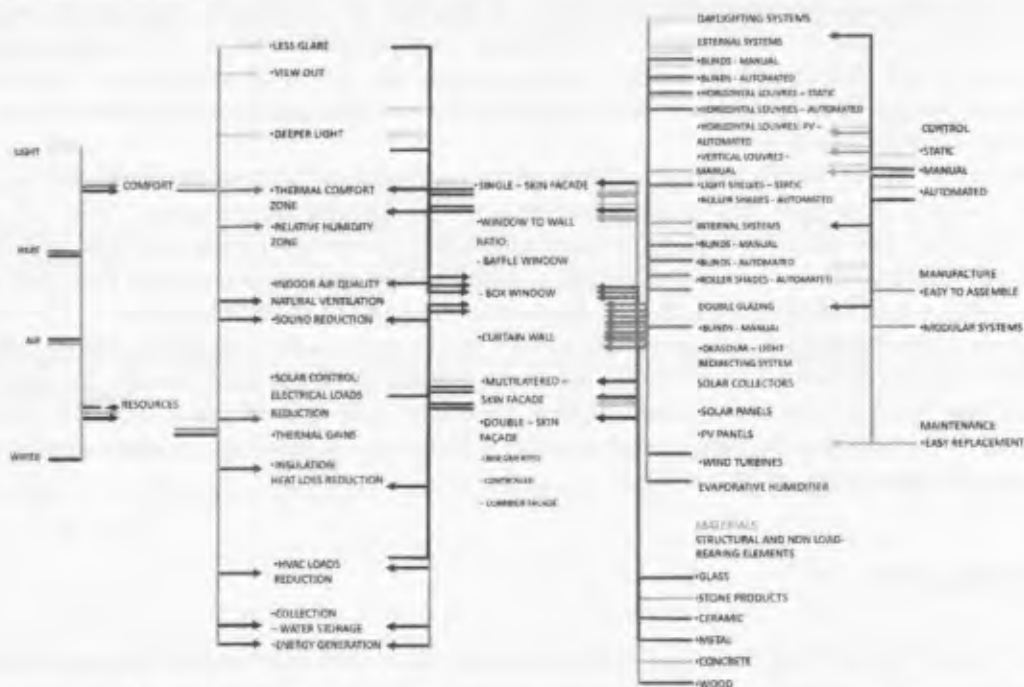 LIGHT
HEAT
AIR
WATER
COMFORT
RESOURCES
•LESS GLARE
•VIEW OUT
•DEEPER LIGHT
•THERMAL COMFORT
ZONE
•RELATIVE HUMIDITY
ZONE
•INDOOR AIR QUALITY
NATURAL VENTILATION
•SOUND REDUCTION
•SOLAR CONTROL:
ELECTRICAL LOADS
REDUCTION
•THERMAL GAINS
•INSULATION:
HEAT LOSS REDUCTION
•HVAC LOADS
REDUCTION
•COLLECTION
– WATER STORAGE
•ENERGY GENERATION
•SINGLE – SKIN FACADE
•WINDOW TO WALL
RATIO:
- BAFFLE WINDOW
- BOX WINDOW
•CURTAIN WALL
•MULTILAYERED –
SKIN FACADE
•DOUBLE – SKIN
FAÇADE
- CORRIDOR FACADE
DAYLIGHTING SYSTEMS
EXTERNAL SYSTEMS
•BLINDS - MANUAL
•BLINDS - AUTOMATED
•HORIZONTAL LOUVRES – STATIC
•HORIZONTAL LOUVRES – AUTOMATED
•HORIZONTAL LOUVRES: PV –
AUTOMATED
•VERTICAL LOUVRES -
MANUAL
•LIGHT SHELVES – STATIC
•ROLLER SHADES - AUTOMATED
INTERNAL SYSTEMS
•BLINDS - MANUAL
•BLINDS - AUTOMATED
•ROLLER SHADES - AUTOMATED
DOUBLE GLAZING
•BLINDS - MANUAL
•OKASOLUM – LIGHT
REDIRECTING SYSTEM
SOLAR COLLECTORS
•SOLAR PANELS
•PV PANELS
•WIND TURBINES
EVAPORATIVE HUMIDIFIER
MATERIALS
STRUCTURAL AND NON LOAD-
BEARING ELEMENTS
•GLASS
•STONE PRODUCTS
•CERAMIC
•METAL
•CONCRETE
•WOOD
CONTROL
•STATIC
•MANUAL
•AUTOMATED
MANUFACTURE
•EASY TO ASSEMBLE
•MODULAR SYSTEMS
MAINTENANCE
•EASY REPLACEMENT